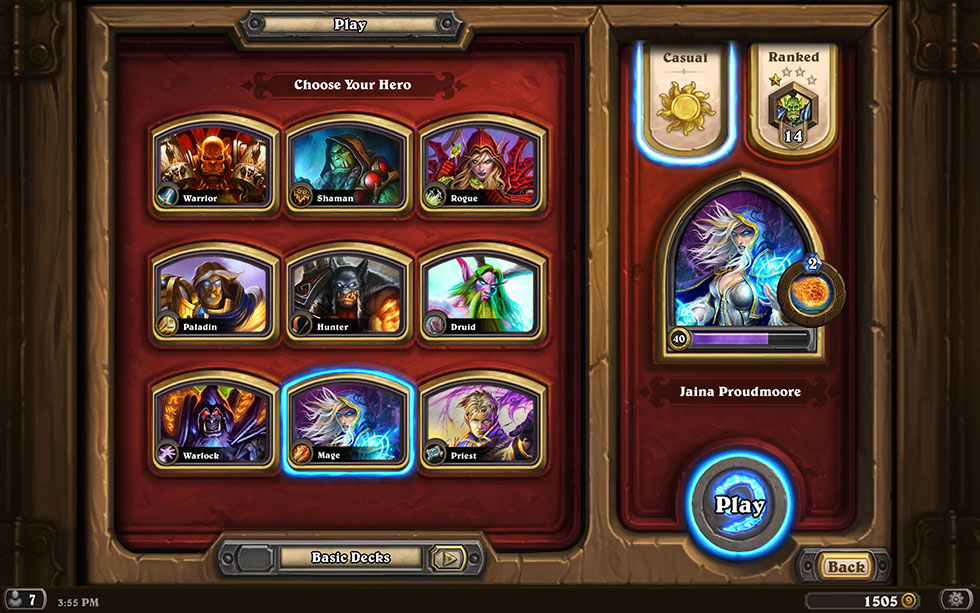 Play
Choose Your Hero
Warrior
Shaman
Rogue
Paladin
Hunter
Druid
Warlock
Mage
Priest
Basic Decks
Casual
Ranked
14
2
40
Jaina Proudmoore
Play
Back
7
3:55 PM
1505